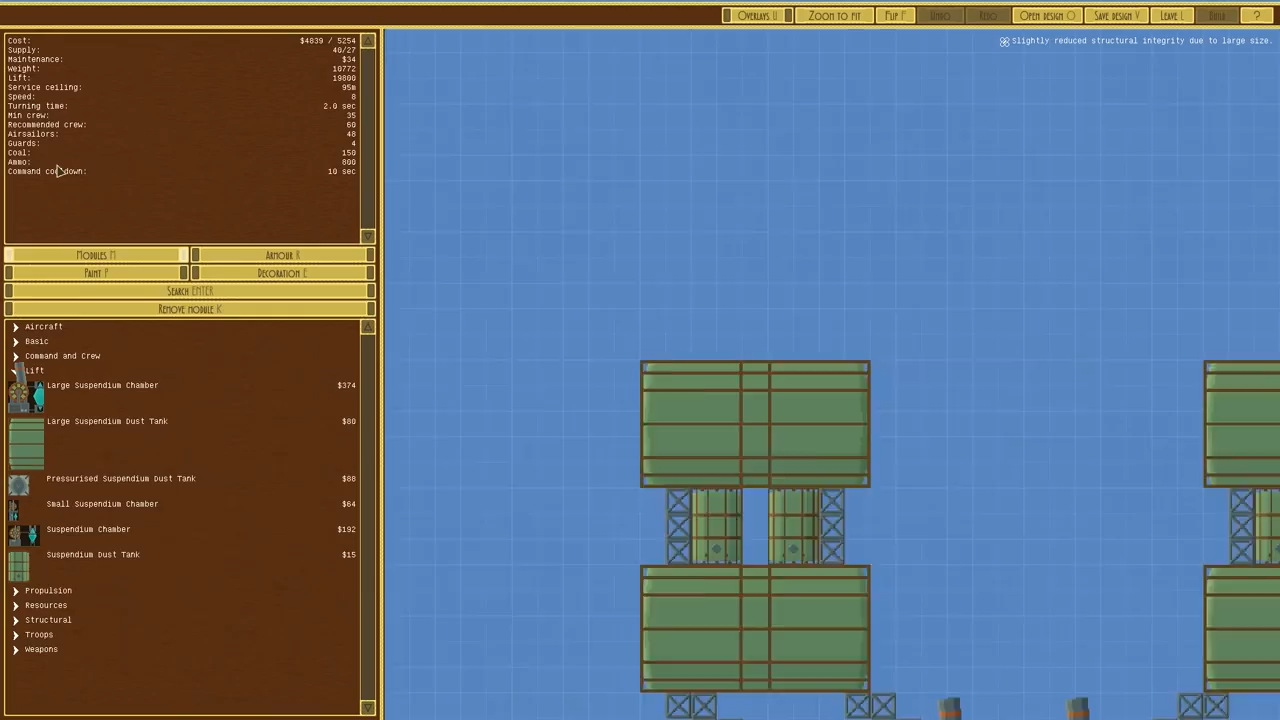 Overlays U
Zoom to fit
Flip F
Undo
Redo
Open design O
Save design V
Leave L
Build
?
Cost: $4839 / 5254
Supply: 40/27
Maintenance: $34
Weight: 10772
Lift: 19800
Service ceiling: 95m
Speed: 8
Turning time: 2.0 sec
Min crew: 35
Recommended crew: 60
Airsailors: 48
Guards: 4
Coal: 150
Ammo: 800
Command cooldown: 10 sec
Slightly reduced structural integrity due to large size.
Modules M
Armour R
Paint P
Decoration E
Search ENTER
Remove module K
Aircraft
Basic
Command and Crew
Lift
Large Suspendium Chamber $374
Large Suspendium Dust Tank $80
Pressurised Suspendium Dust Tank $88
Small Suspendium Chamber $64
Suspendium Chamber $192
Suspendium Dust Tank $15
Propulsion
Resources
Structural
Troops
Weapons